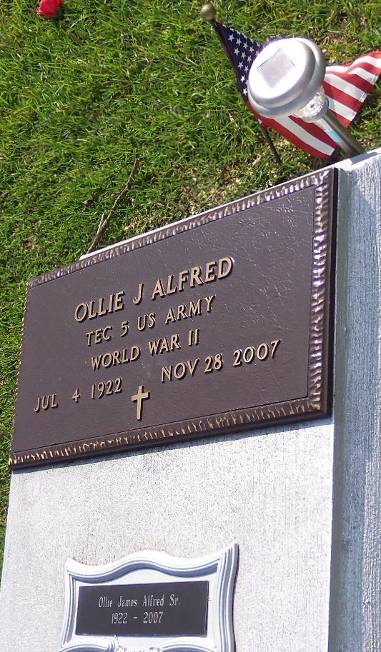 OLLIE J ALFRED
TEC 5 US ARMY
WORLD WAR II
JUL 4 1922 NOV 28 2007
Ollie James Alfred Sr.
1922 - 2007